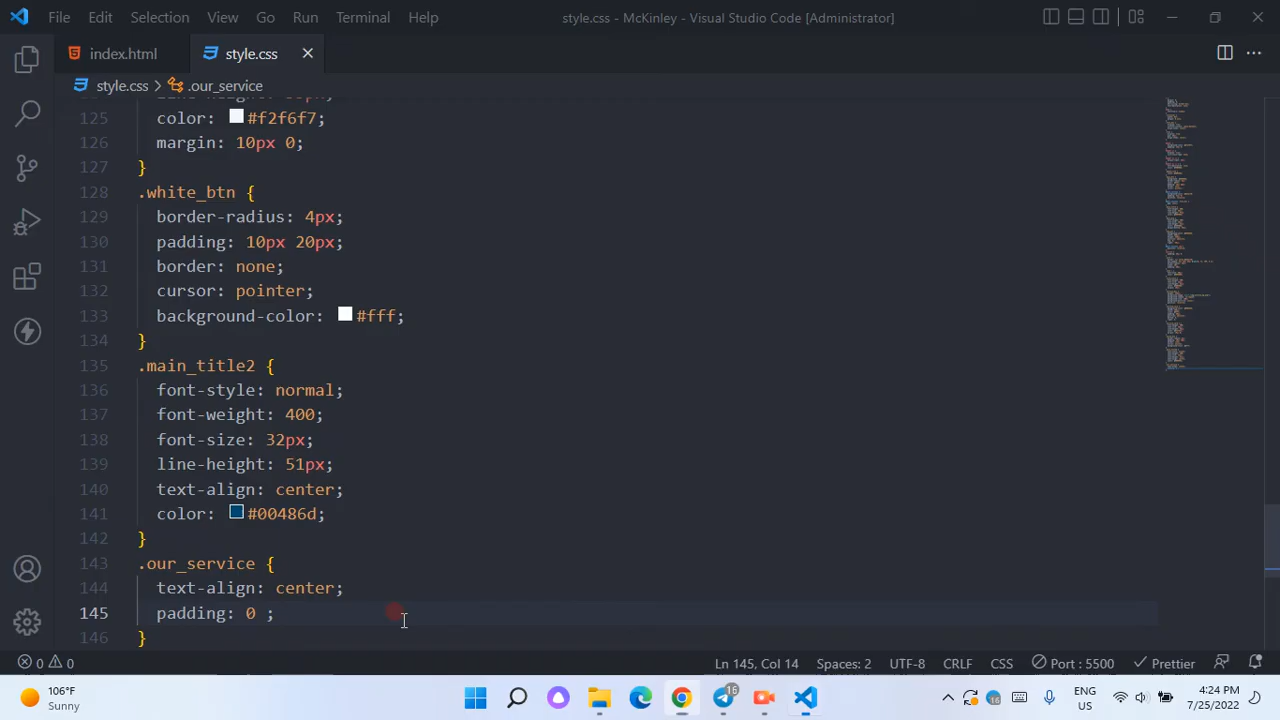 File Edit Selection View Go Run Terminal Help style.css - McKinley - Visual Studio Code [Administrator]
index.html style.css
style.css .our_service
125 color: #f2f6f7;
126 margin: 10px 0;
127 }
128 .white_btn {
129 border-radius: 4px;
130 padding: 10px 20px;
131 border: none;
132 cursor: pointer;
133 background-color: #fff;
134 }
135 .main_title2 {
136 font-style: normal;
137 font-weight: 400;
138 font-size: 32px;
139 line-height: 51px;
140 text-align: center;
141 color: #00486d;
142 }
143 .our_service {
144 text-align: center;
145 padding: 0 ;
146 }
0 0 Ln 145, Col 14 Spaces: 2 UTF-8 CRLF CSS Port : 5500 Prettier
106°F
Sunny
16
16
ENG
US
4:24 PM
7/25/2022